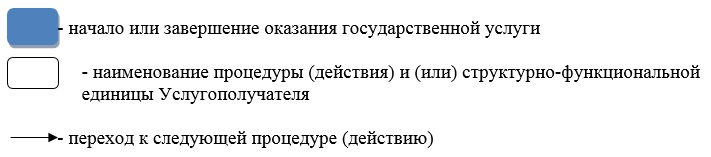 - начало или завершение оказания государственной услуги
- наименование процедуры (действия) и (или) структурно-функциональной
единицы Услугополучателя
- переход к следующей процедуре (действию)